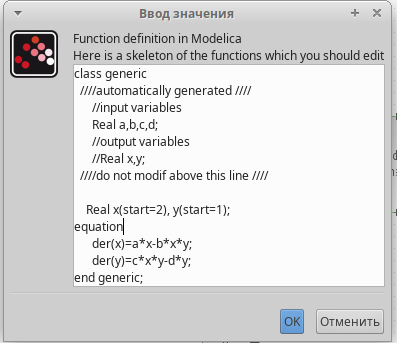 Ввод значения
Function definition in Modelica
Here is a skeleton of the functions which you should edit
class generic
////automatically generated ////
//input variables
Real a,b,c,d;
//output variables
//Real x,y;
////do not modif above this line ////
Real x(start=2), y(start=1);
equation
der(x)=a*x-b*x*y;
der(y)=c*x*y-d*y;
end generic;
OK
Отменить